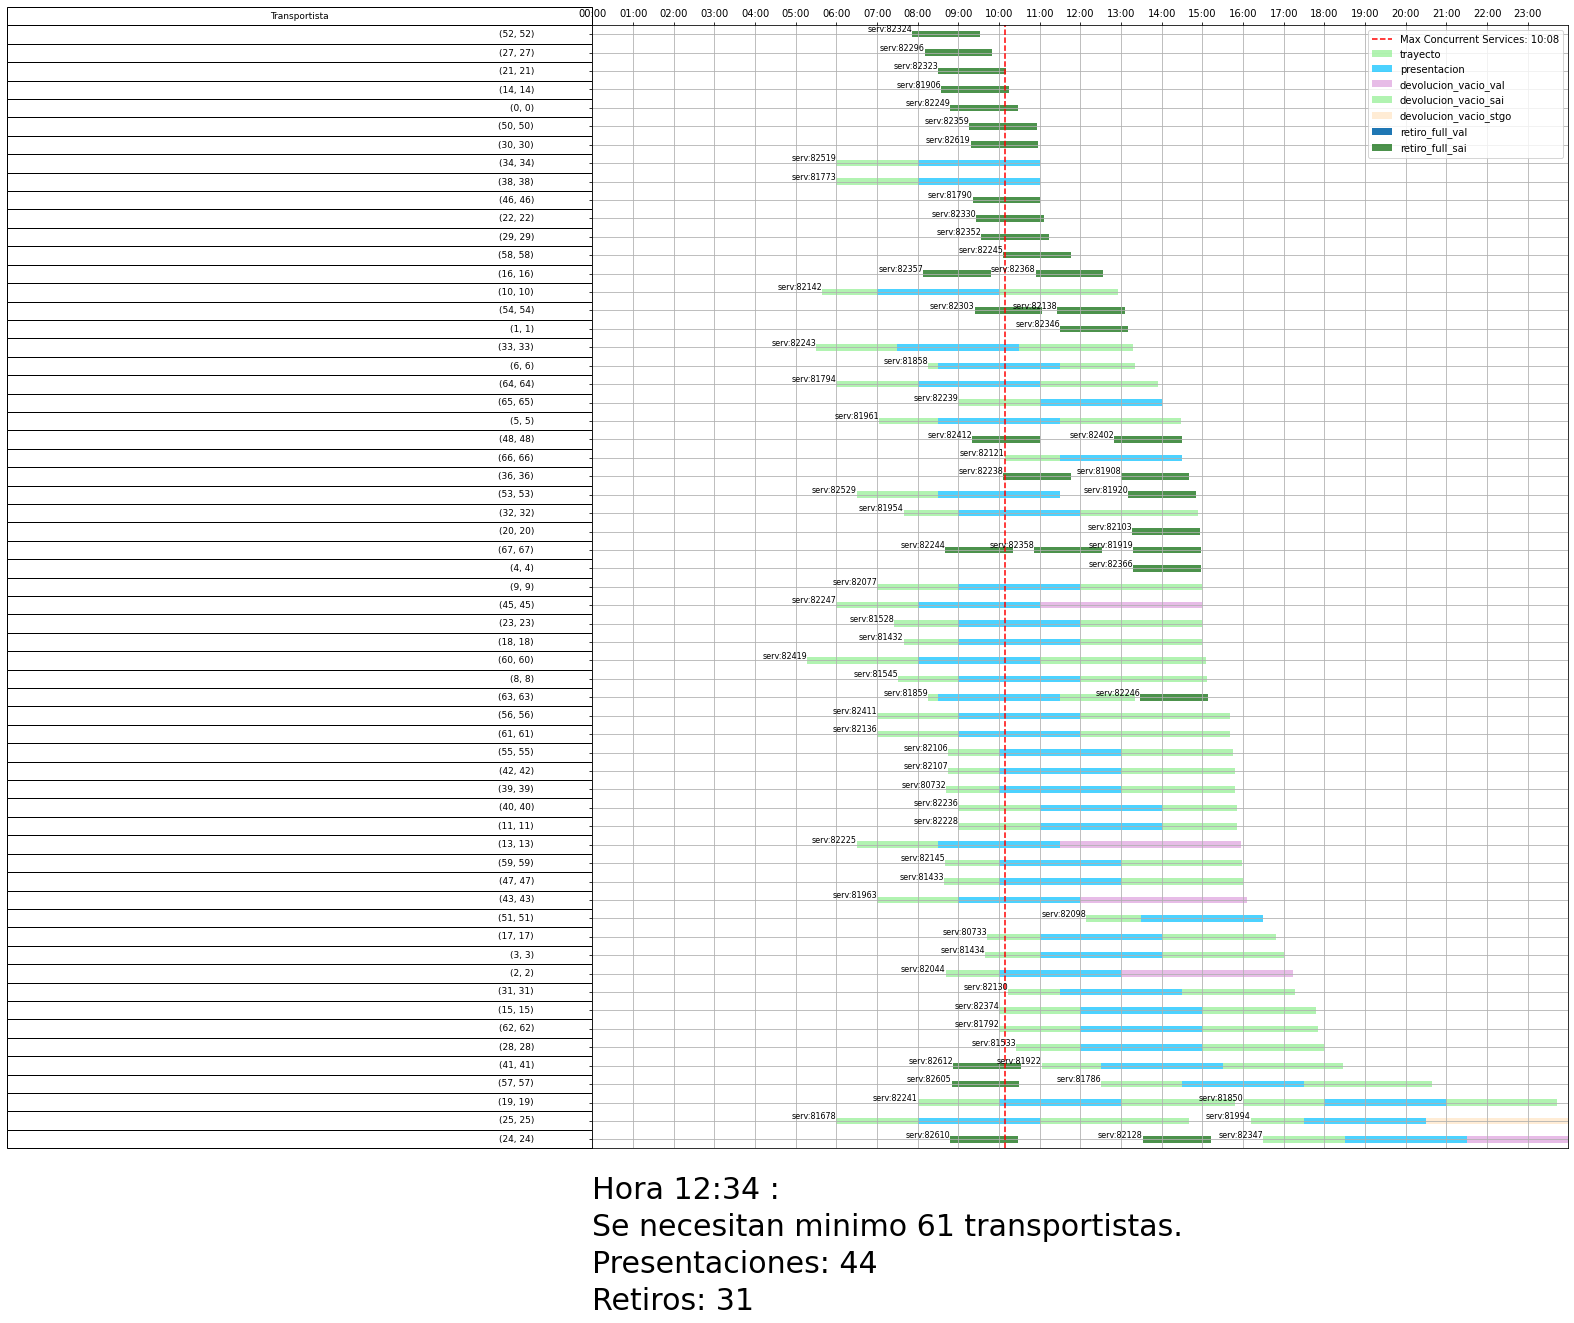 Transportista
00:00 01:00 02:00 03:00 04:00 05:00 06:00 07:00 08:00 09:00 10:00 11:00 12:00 13:00 14:00 15:00 16:00 17:00 18:00 19:00 20:00 21:00 22:00 23:00
Max Concurrent Services: 10:08
trayecto
presentacion
devolucion_vacio_val
devolucion_vacio_sai
devolucion_vacio_stgo
retiro_full_val
retiro_full_sai
(52, 52) serv:82324
(27, 27) serv:82296
(21, 21) serv:82323
(14, 14) serv:81906
(0, 0) serv:82249
(50, 50) serv:82359
(30, 30) serv:82619
(34, 34) serv:82519
(38, 38) serv:81773
(46, 46) serv:81790
(22, 22) serv:82330
(29, 29) serv:82352
(58, 58) serv:82245
(16, 16) serv:82357 serv:82368
(10, 10) serv:82142
(54, 54) serv:82303 serv:82138
(1, 1) serv:82346
(33, 33) serv:82243
(6, 6) serv:81858
(64, 64) serv:81794
(65, 65) serv:82239
(5, 5) serv:81961
(48, 48) serv:82412 serv:82402
(66, 66) serv:82121
(36, 36) serv:82238 serv:81908
(53, 53) serv:82529 serv:81920
(32, 32) serv:81954
(20, 20) serv:82103
(67, 67) serv:82244 serv:82358 serv:81919
(4, 4) serv:82366
(9, 9) serv:82077
(45, 45) serv:82247
(23, 23) serv:81528
(18, 18) serv:81432
(60, 60) serv:82419
(8, 8) serv:81545
(63, 63) serv:81859 serv:82246
(56, 56) serv:82411
(61, 61) serv:82136
(55, 55) serv:82106
(42, 42) serv:82107
(39, 39) serv:80732
(40, 40) serv:82236
(11, 11) serv:82228
(13, 13) serv:82225
(59, 59) serv:82145
(47, 47) serv:81433
(43, 43) serv:81963
(51, 51) serv:82098
(17, 17) serv:80733
(3, 3) serv:81434
(2, 2) serv:82044
(31, 31) serv:82130
(15, 15) serv:82374
(62, 62) serv:81792
(28, 28) serv:81533
(41, 41) serv:82612 serv:81922
(57, 57) serv:82605 serv:81786
(19, 19) serv:82241 serv:81850
(25, 25) serv:81678 serv:81994
(24, 24) serv:82610 serv:82128 serv:82347
Hora 12:34 :
Se necesitan minimo 61 transportistas.
Presentaciones: 44
Retiros: 31